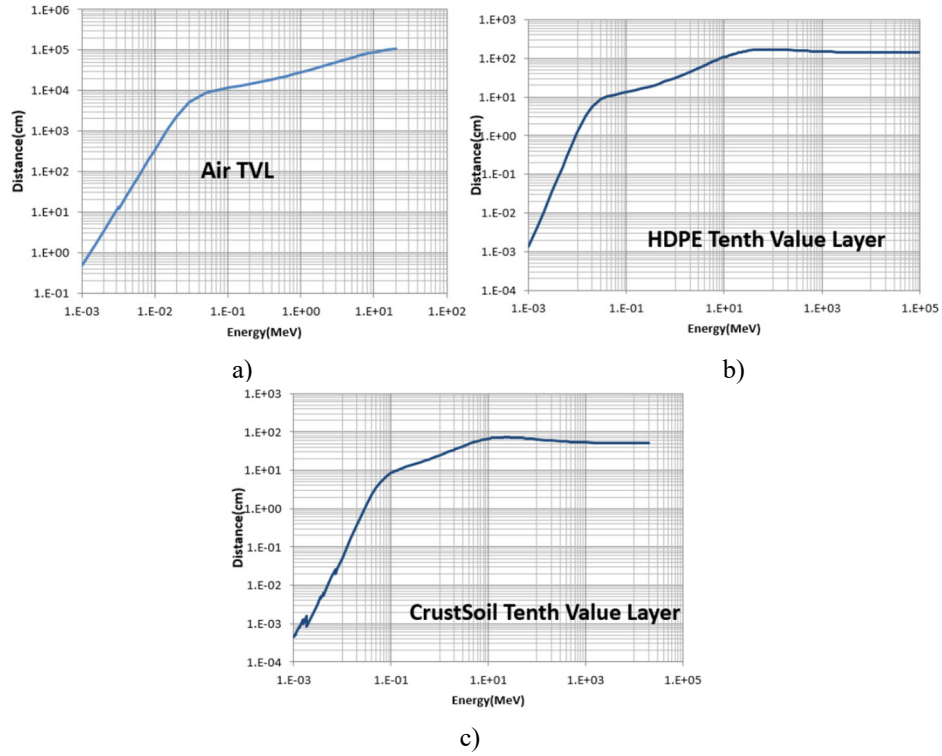 1.E+06
1.E+05
1.E+04
1.E+03
1.E+02
1.E+01
1.E+00
1.E-01
Distance(cm)
Air TVL
1.E-03 1.E-02 1.E-01 1.E+00 1.E+01 1.E+02
Energy(MeV)
a)
1.E+03
1.E+02
1.E+01
1.E+00
1.E-01
1.E-02
1.E-03
1.E-04
Distance(cm)
HDPE Tenth Value Layer
1.E-03 1.E-01 1.E+01 1.E+03 1.E+05
Energy(MeV)
b)
1.E+03
1.E+02
1.E+01
1.E+00
1.E-01
1.E-02
1.E-03
1.E-04
Distance(cm)
CrustSoil Tenth Value Layer
1.E-03 1.E-01 1.E+01 1.E+03 1.E+05
Energy(MeV)
c)